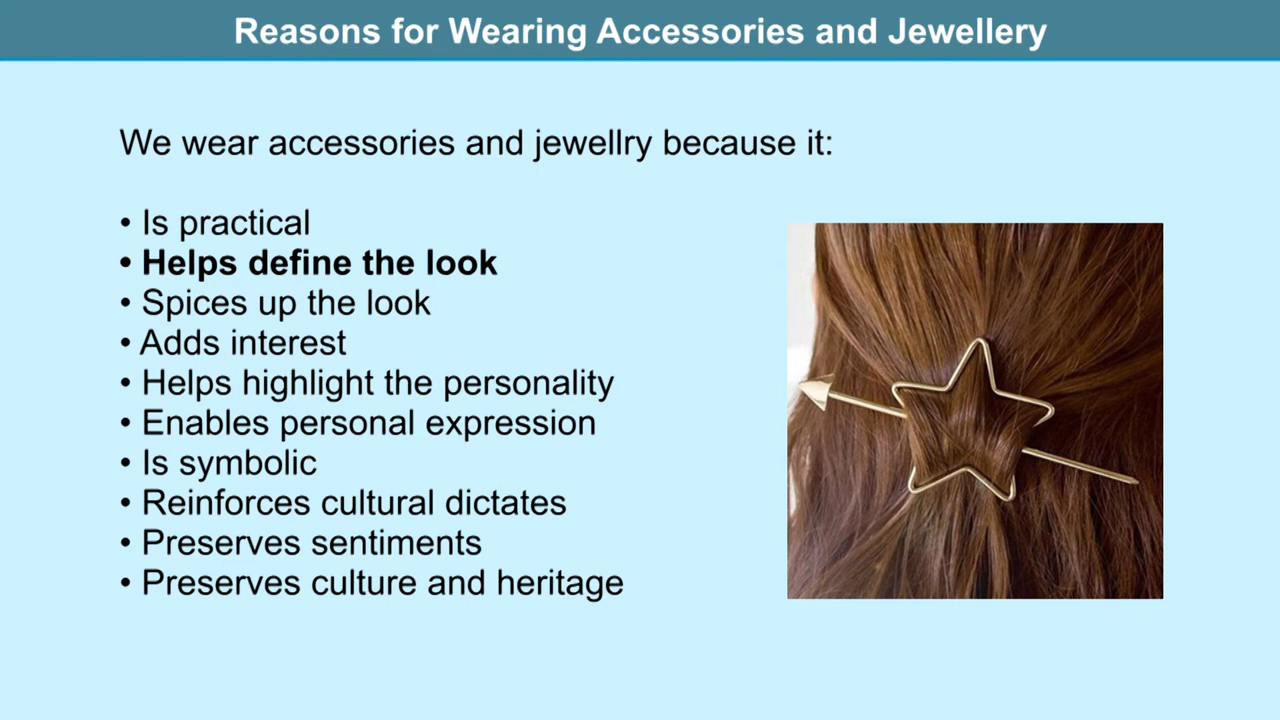 Reasons for Wearing Accessories and Jewellery
We wear accessories and jewellry because it:
• Is practical
• Helps define the look
• Spices up the look
• Adds interest
• Helps highlight the personality
• Enables personal expression
• Is symbolic
• Reinforces cultural dictates
• Preserves sentiments
• Preserves culture and heritage